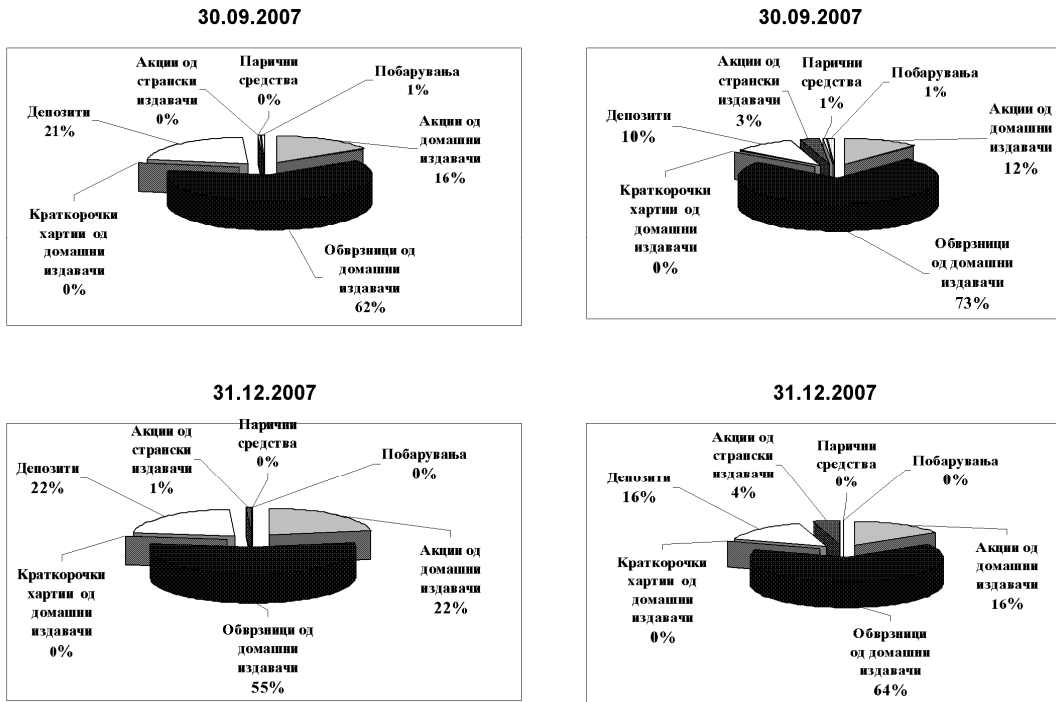 30.09.2007
Акции од
странски
издавачи
0%
Парични
средства
0%
Побарувања
1%
Депозити
21%
Акции од
домашни
издавачи
16%
Краткорочки
хартии од
домашни
издавачи
0%
Обврзници од
домашни
издавачи
62%
30.09.2007
Акции од
странски
издавачи
3%
Парични
средства
1%
Побарувања
1%
Депозити
10%
Акции од
домашни
издавачи
12%
Краткорочки
хартии од
домашни
издавачи
0%
Обврзници
од домашни
издавачи
73%
31.12.2007
Акции од
странски
издавачи
1%
Парични
средства
0%
Побарувања
0%
Депозити
22%
Акции од
домашни
издавачи
22%
Краткорочки
хартии од
домашни
издавачи
0%
Обврзници од
домашни
издавачи
55%
31.12.2007
Акции од
странски
издавачи
4%
Парични
средства
0%
Побарувања
0%
Депозити
16%
Акции од
домашни
издавачи
16%
Краткорочки
хартии од
домашни
издавачи
0%
Обврзници
од домашни
издавачи
64%